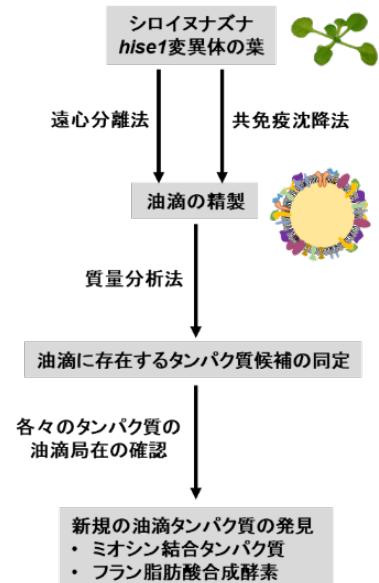 シロイヌナズナ
hise1変異体の葉
遠心分離法
共免疫沈降法
油滴の精製
質量分析法
油滴に存在するタンパク質候補の同定
各々のタンパク質の
油滴局在の確認
新規の油滴タンパク質の発見
• ミオシン結合タンパク質
• フラン脂肪酸合成酵素